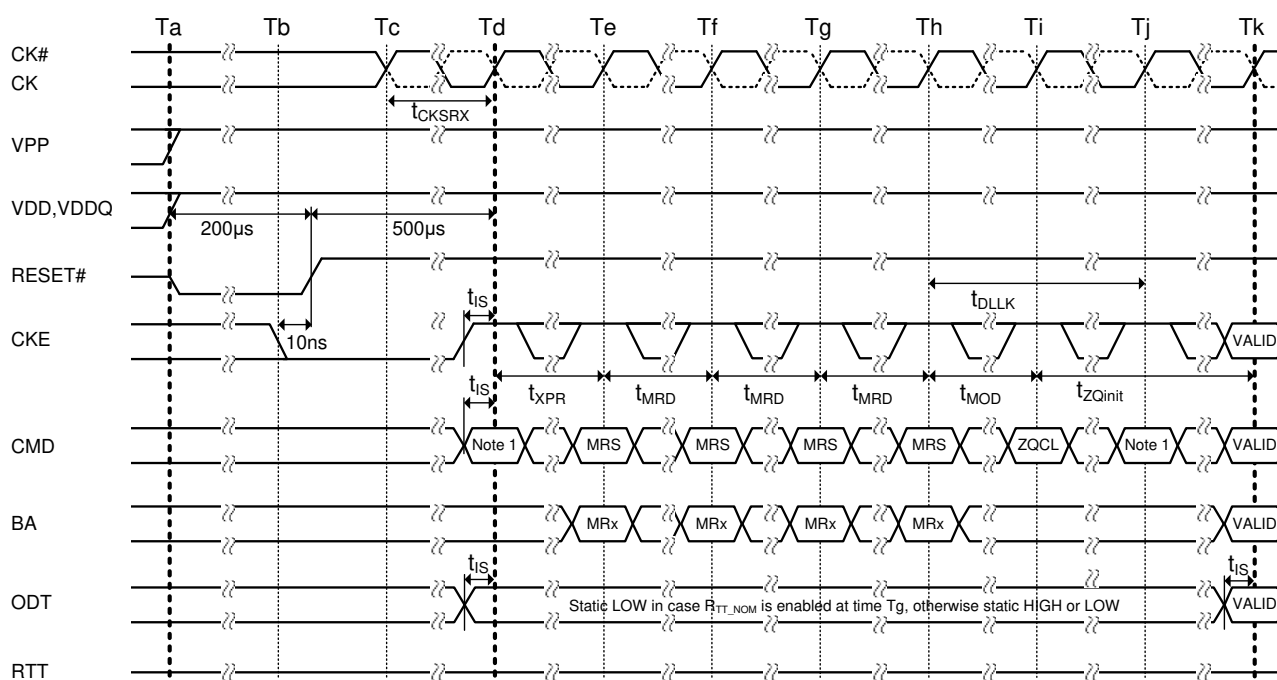 Ta Tb Tc Td Te Tf Tg Th Ti Tj Tk
CK#
CK
tCKSRX
VPP
VDD,VDDQ
200µs 500µs
RESET#
tIS tDLLK
CKE 10ns VALID
tIS tXPR tMRD tMRD tMRD tMOD tZQinit
CMD Note 1 MRS MRS MRS MRS ZQCL Note 1 VALID
BA MRx MRx MRx MRx VALID
tIS tIS
ODT Static LOW in case RTT_NOM is enabled at time Tg, otherwise static HIGH or LOW VALID
RTT